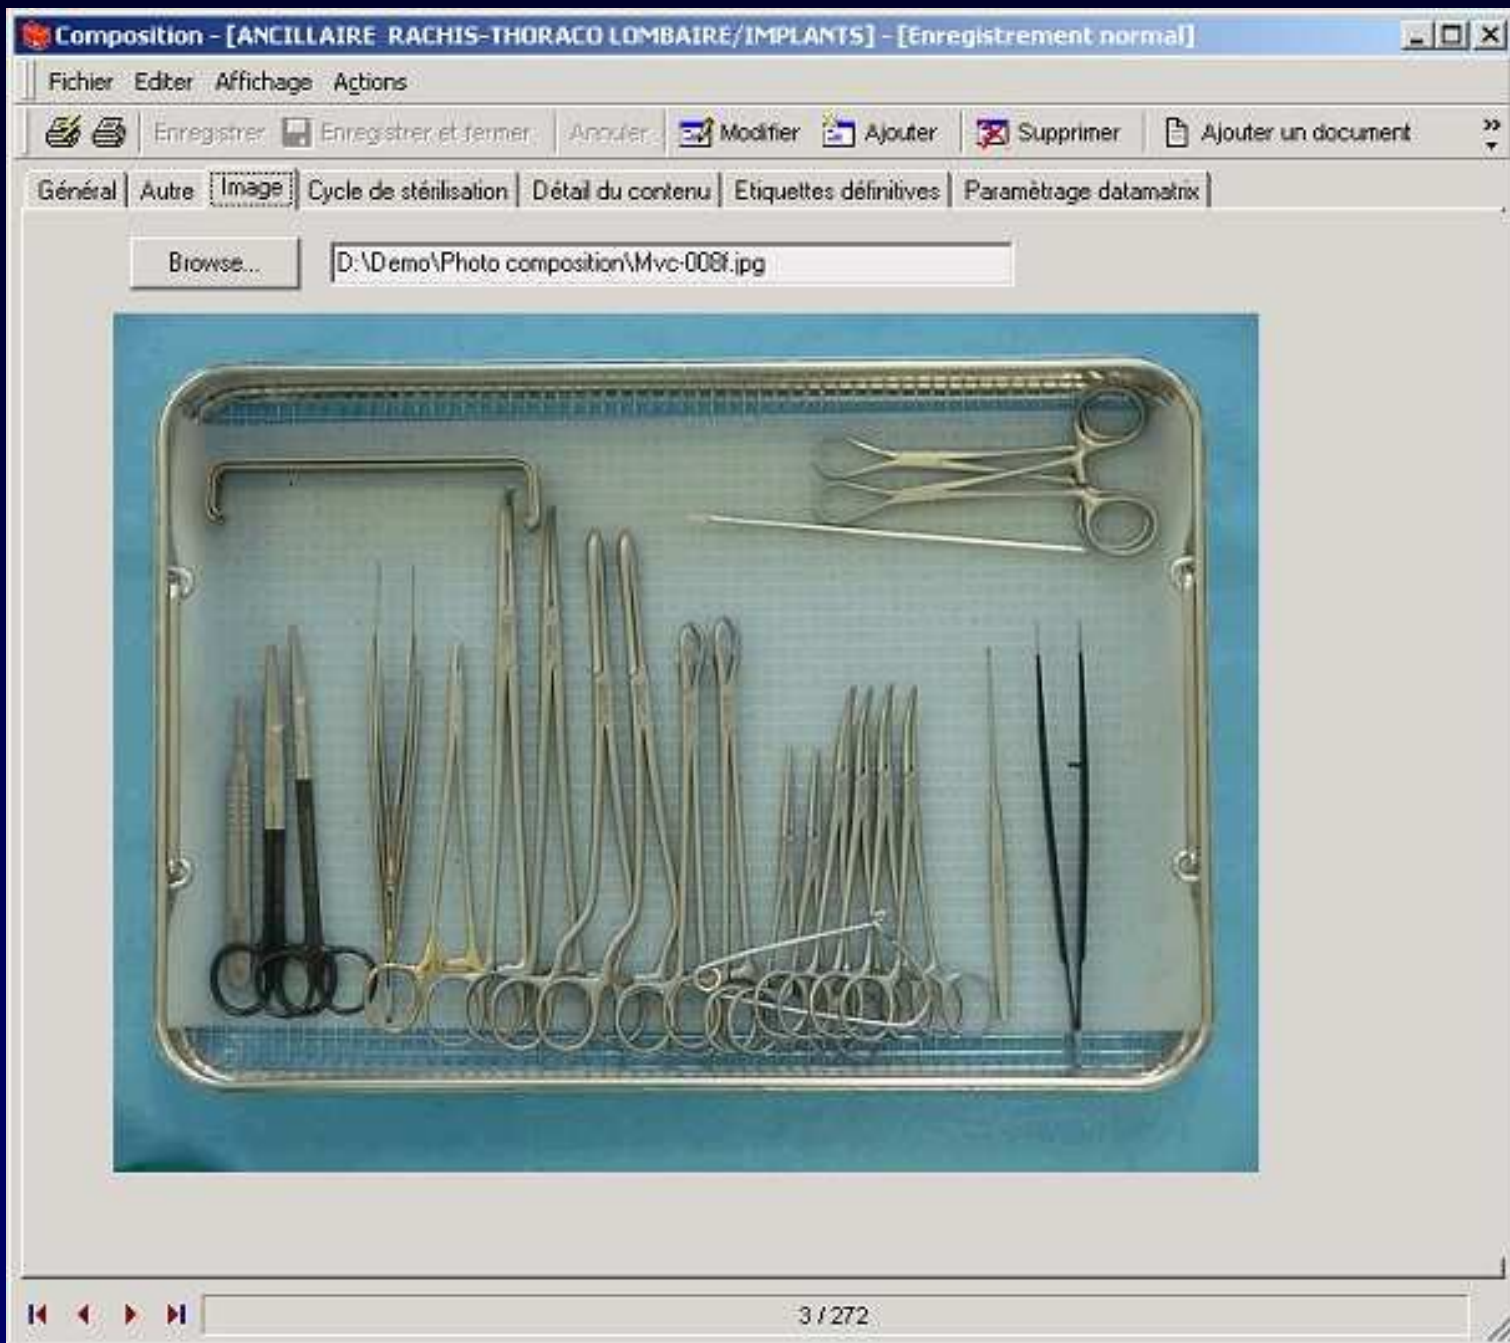 Composition - [ANCILLAIRE RACHIS-THORACO LOMBAIRE/IMPLANTS] - [Enregistrement normal]
Fichier Editer Affichage Actions
Enregistrer Enregistrer et fermer Annuler Modifier Ajouter Supprimer Ajouter un document
Général Autre Image Cycle de stérilisation Détail du contenu Etiquettes définitives Paramètrage datamatrix
Browse... D:\Demo\Photo composition\Mvc-008f.jpg
3 / 272